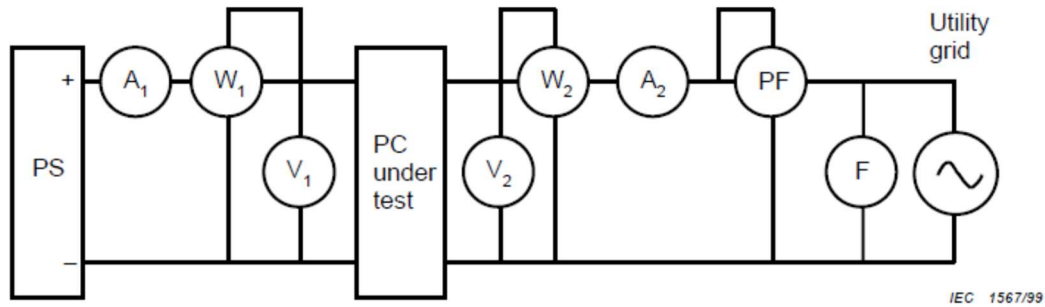 Utility
grid
+
A1
W1
W2
A2
PF
PS
V1
PC
under
test
V2
F
–
IEC 1567/99